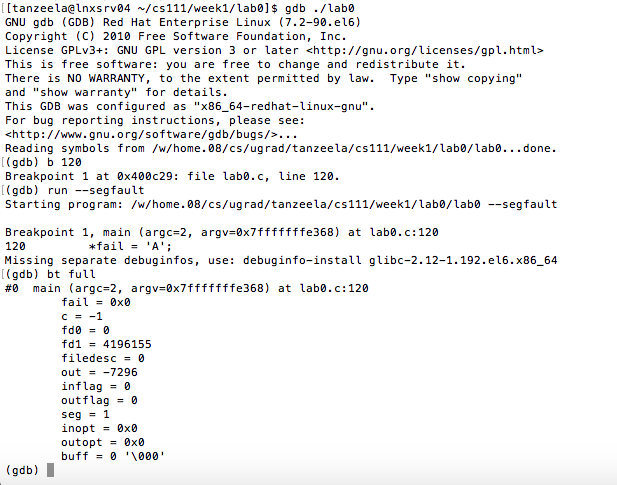 [[tanzeela@lnxsrv04 ~/cs111/week1/lab0]$ gdb ./lab0
GNU gdb (GDB) Red Hat Enterprise Linux (7.2-90.el6)
Copyright (C) 2010 Free Software Foundation, Inc.
License GPLv3+: GNU GPL version 3 or later <http://gnu.org/licenses/gpl.html>
This is free software: you are free to change and redistribute it.
There is NO WARRANTY, to the extent permitted by law.  Type "show copying"
and "show warranty" for details.
This GDB was configured as "x86_64-redhat-linux-gnu".
For bug reporting instructions, please see:
<http://www.gnu.org/software/gdb/bugs/>...
Reading symbols from /w/home.08/cs/ugrad/tanzeela/cs111/week1/lab0/lab0...done.
[(gdb) b 120
Breakpoint 1 at 0x400c29: file lab0.c, line 120.
[(gdb) run --segfault
Starting program: /w/home.08/cs/ugrad/tanzeela/cs111/week1/lab0/lab0 --segfault

Breakpoint 1, main (argc=2, argv=0x7fffffffe368) at lab0.c:120
120         *fail = 'A';
Missing separate debuginfos, use: debuginfo-install glibc-2.12-1.192.el6.x86_64
[(gdb) bt full
#0  main (argc=2, argv=0x7fffffffe368) at lab0.c:120
        fail = 0x0
        c = -1
        fd0 = 0
        fd1 = 4196155
        filedesc = 0
        out = -7296
        inflag = 0
        outflag = 0
        seg = 1
        inopt = 0x0
        outopt = 0x0
        buff = 0 '\000'
(gdb)